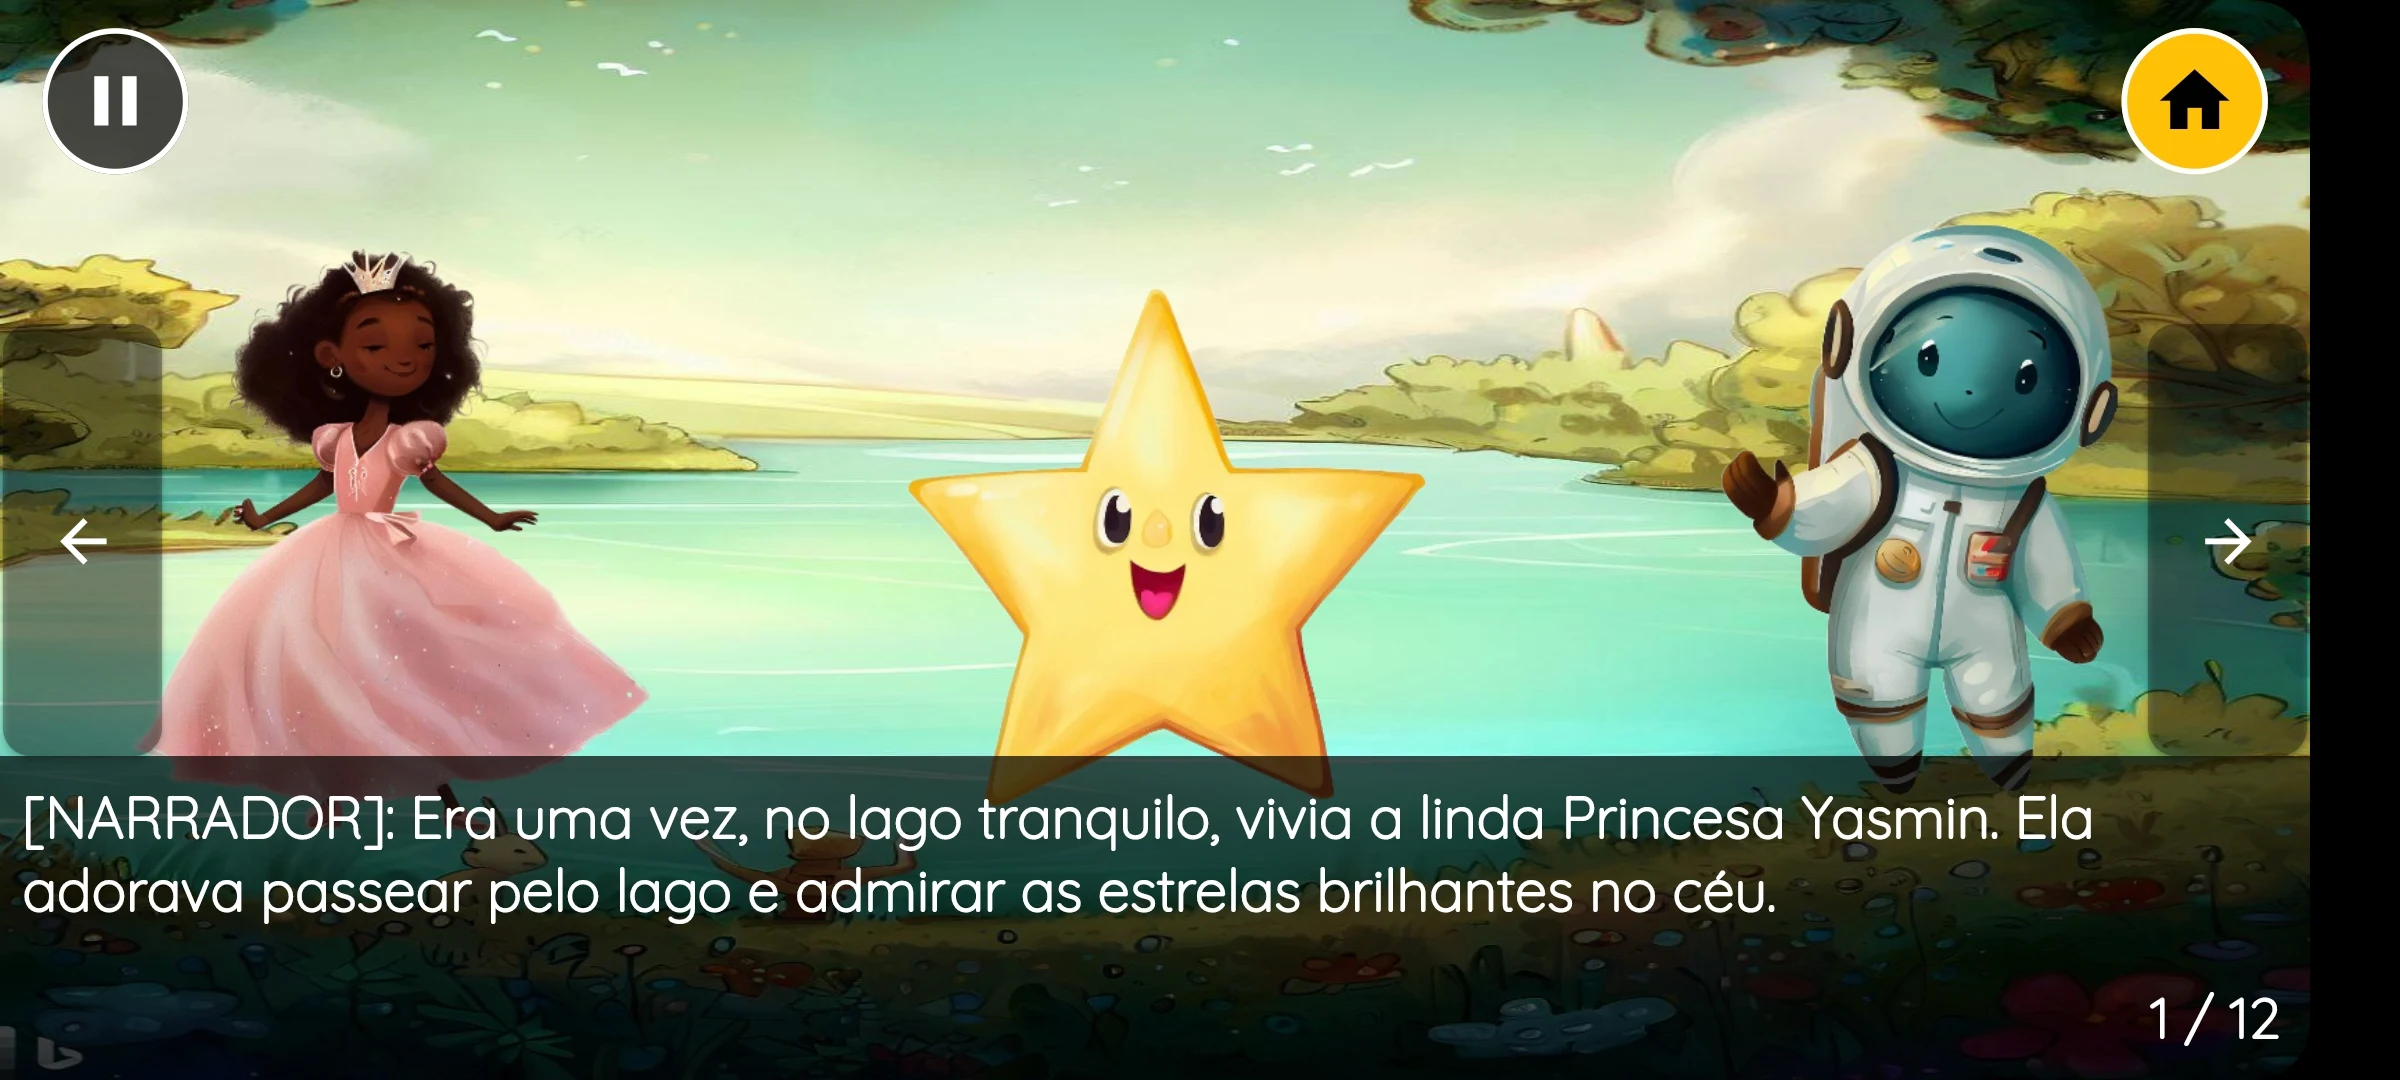 [NARRADOR]: Era uma vez, no lago tranquilo, vivia a linda Princesa Yasmin. Ela
adorava passear pelo lago e admirar as estrelas brilhantes no céu.
1 / 12